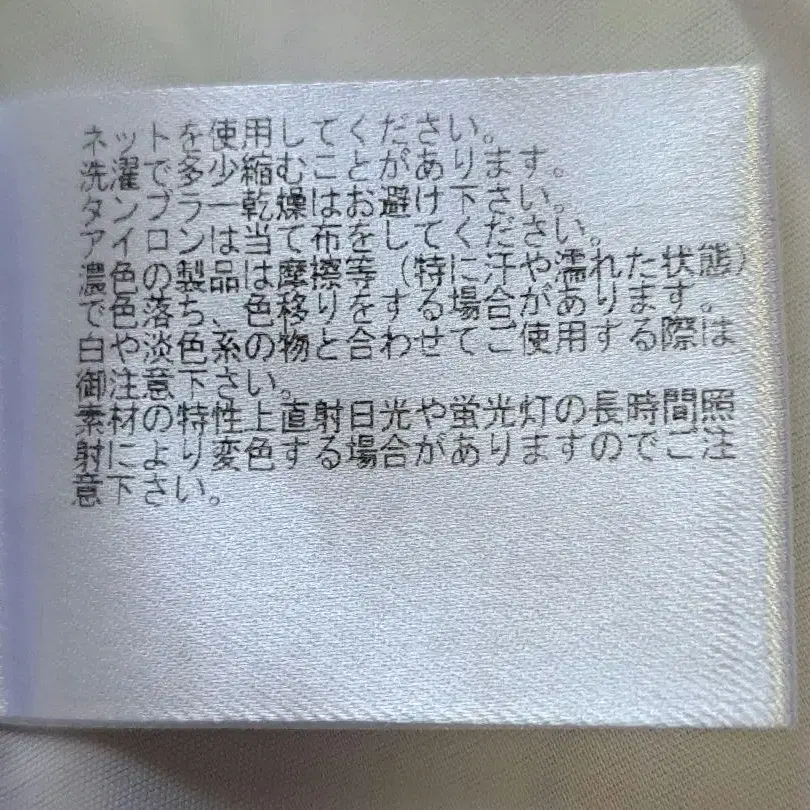 ネットを使用してください。
洗濯で多少縮むことがあります。
タンブラー乾燥はお避け下さい。
アイロンは当て布をしてください。
濃色の製品は摩擦等（特に汗や濡れた状態）
で色落ち、色移りをする場合があります。
白や淡色系の物と合わせてご使用する際は
御注意下さい。
素材の特性上直射日光や蛍光灯の長時間照
射により変色する場合がありますのでご注
意下さい。